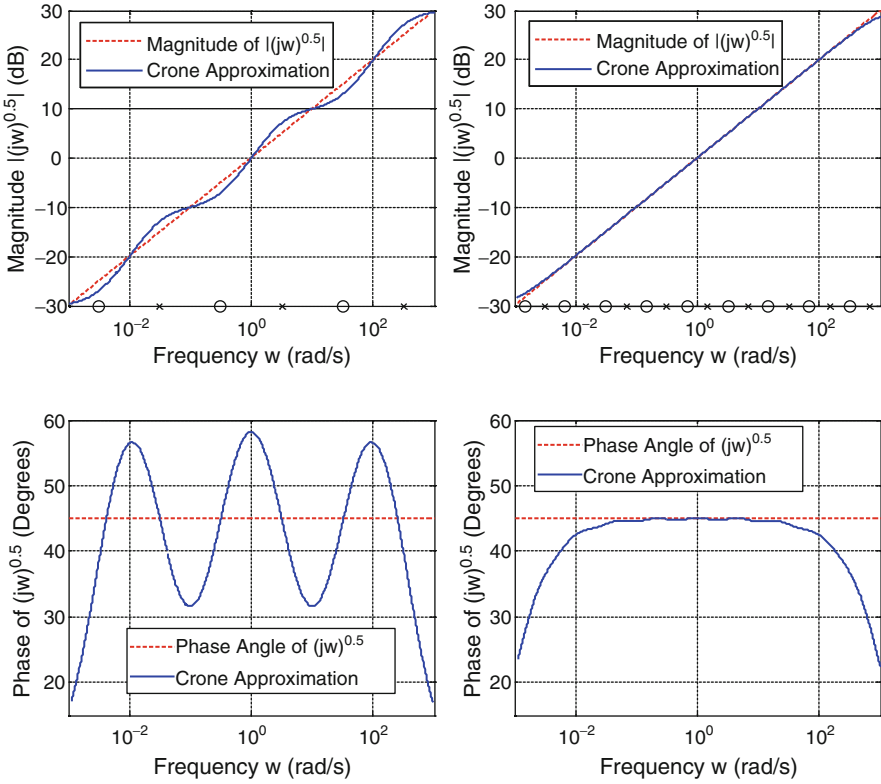 30
20
10
0
−10
−20
−30
Magnitude |(jw)^0.5| (dB)
Magnitude of |(jw)^0.5|
Crone Approximation
10^−2
10^0
10^2
Frequency w (rad/s)
30
20
10
0
−10
−20
−30
Magnitude |(jw)^0.5| (dB)
Magnitude of |(jw)^0.5|
Crone Approximation
10^−2
10^0
10^2
Frequency w (rad/s)
60
50
40
30
20
Phase of (jw)^0.5 (Degrees)
Phase Angle of (jw)^0.5
Crone Approximation
10^−2
10^0
10^2
Frequency w (rad/s)
60
50
40
30
20
Phase of (jw)^0.5 (Degrees)
Phase Angle of (jw)^0.5
Crone Approximation
10^−2
10^0
10^2
Frequency w (rad/s)